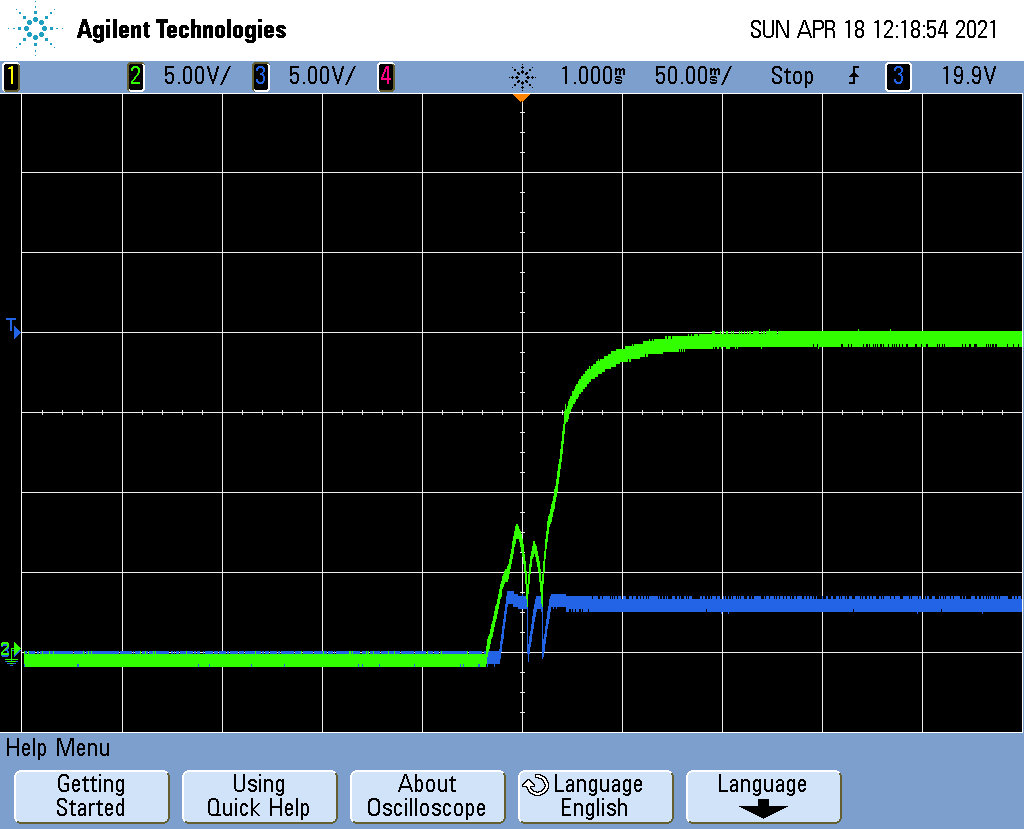 Agilent Technologies
SUN APR 18 12:18:54 2021
1 2 5.00V/ 3 5.00V/ 4 1.000ms 50.00ms/ Stop 3 19.9V
T
2
Help Menu
Getting Started
Using Quick Help
About Oscilloscope
Language English
Language